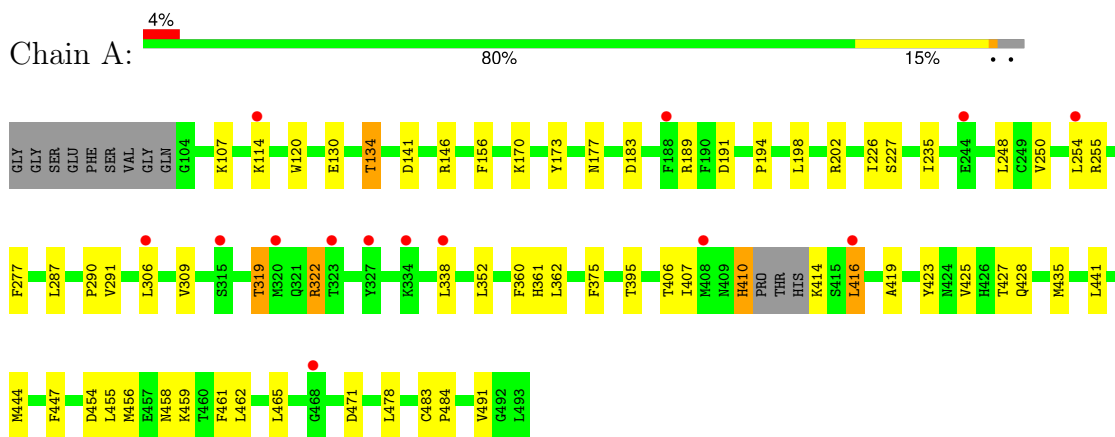 4%
Chain A:
80% 15% • •
GLY GLY SER GLU PHE SER VAL GLY GLN G104 K107 K114 W120 E130 T134 D141 R146 F156 K170 Y173 N177 D183 F188 R189 F190 D191 P194 L198 R202 I226 S227 I235 E244 L248 C249 V250 L254 R255
F277 L287 P290 V291 L306 V309 S315 T319 M320 Q321 R322 T323 Y327 K334 L338 L352 F360 H361 L362 F375 T395 T406 I407 M408 N409 H410 PRO THR HIS K414 S415 L416 A419 Y423 N424 V425 H426 T427 Q428 M435 L441
M444 F447 D454 L455 M456 E457 N458 K459 T460 F461 L462 L465 G468 D471 L478 C483 P484 V491 G492 L493